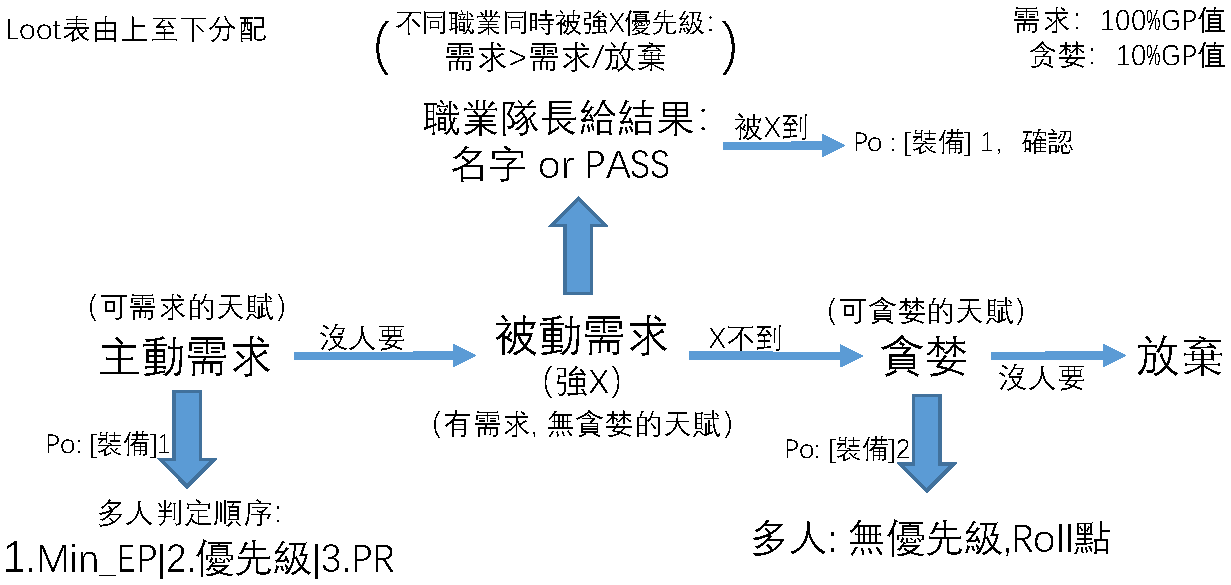 Loot表由上至下分配
不同職業同時被強X優先級:
需求>需求/放棄
需求: 100%GP值
貪婪: 10%GP值
職業隊長給結果:
名字 or PASS
被X到
Po : [裝備] 1, 確認
(可需求的天賦)
主動需求
沒人要
被動需求
(強X)
(有需求, 無貪婪的天賦)
X不到
(可貪婪的天賦)
貪婪
沒人要
放棄
Po: [裝備]1
多人判定順序:
1.Min_EP|2.優先級|3.PR
Po: [裝備]2
多人: 無優先級,Roll點